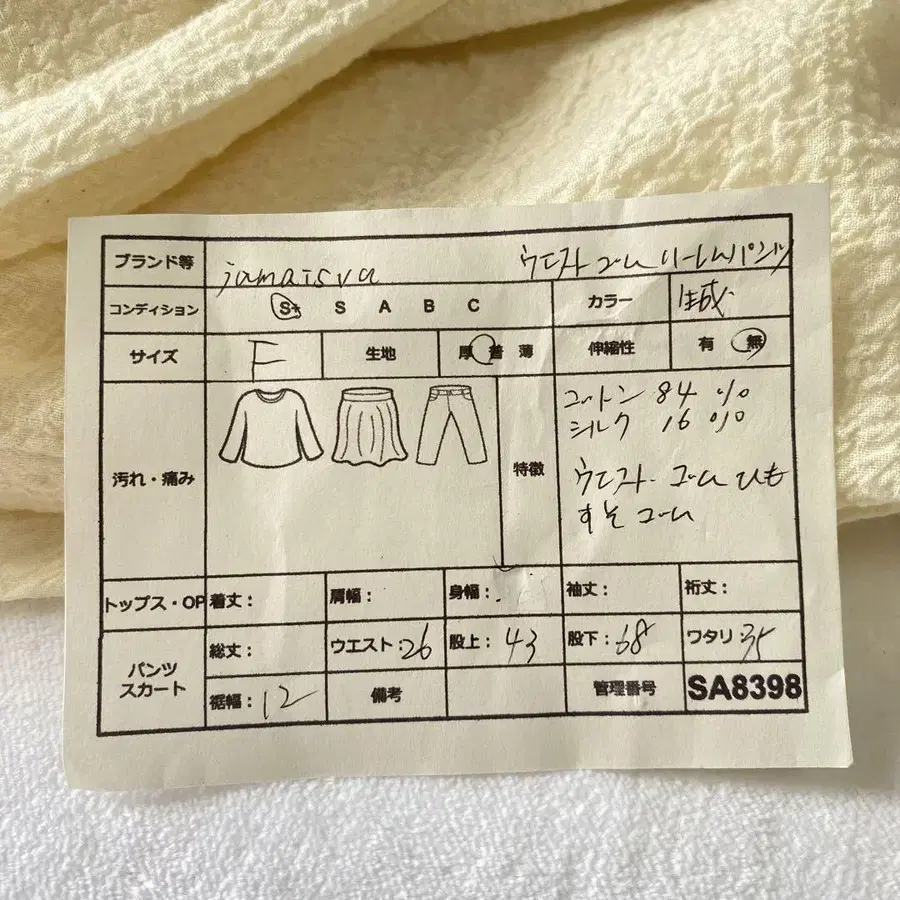 ブランド等 jamaisvu ウエスト ゴム パンツ
コンディション S+ S A B C カラー 生成
サイズ F 生地 厚 普 薄 伸縮性 有 無
汚れ・痛み 特徴
コットン 84 %
シルク 16 %
ウエスト ゴム ひも
すそ ゴム
トップス・OP 着丈: 肩幅: 身幅: 袖丈: 裄丈:
パンツ スカート
総丈: ウエスト:26 股上:43 股下:68 ワタリ:35
裾幅:12 備考 管理番号 SA8398